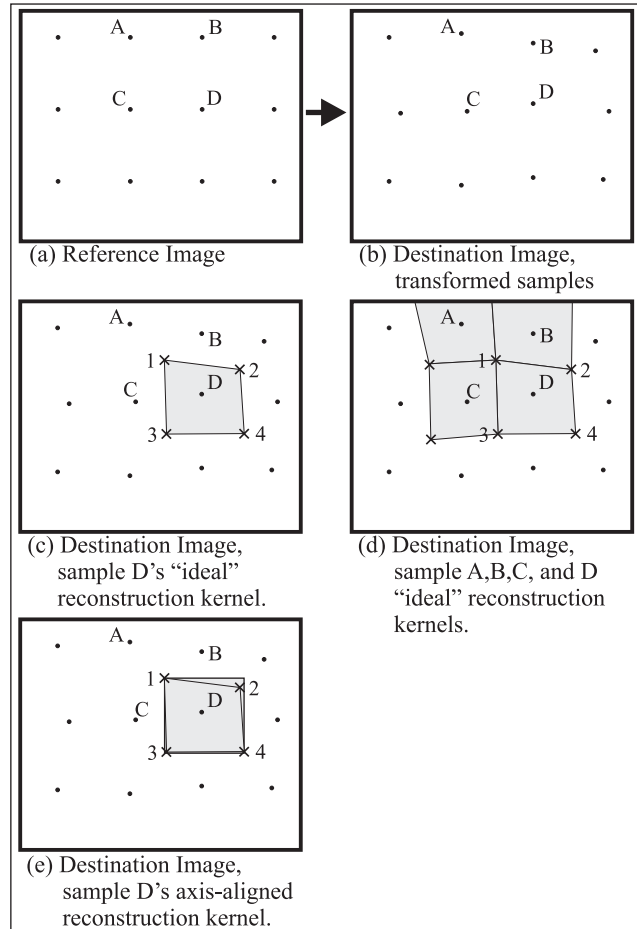 A B
C D
(a) Reference Image
A
B
C D
(b) Destination Image,
transformed samples
A
B
1
2
C D
3 4
(c) Destination Image,
sample D's “ideal”
reconstruction kernel.
A
B
1
2
C D
3 4
(d) Destination Image,
sample A,B,C, and D
“ideal” reconstruction
kernels.
A
B
1
2
C D
3 4
(e) Destination Image,
sample D's axis-aligned
reconstruction kernel.